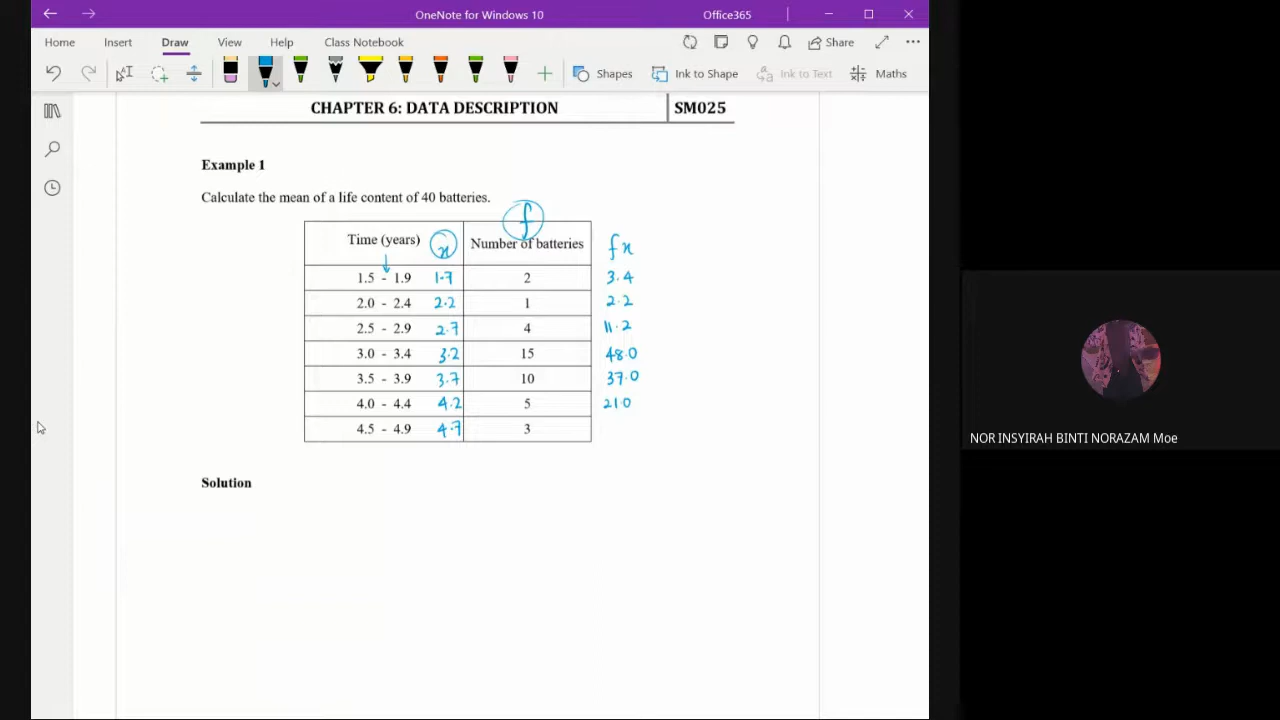 OneNote for Windows 10 Office365
Home Insert Draw View Help Class Notebook Share
Shapes Ink to Shape Ink to Text Maths
CHAPTER 6: DATA DESCRIPTION SM025
Example 1
Calculate the mean of a life content of 40 batteries.
f
Time (years) x Number of batteries fx
1.5 - 1.9 1.7 2 3.4
2.0 - 2.4 2.2 1 2.2
2.5 - 2.9 2.7 4 11.2
3.0 - 3.4 3.2 15 48.0
3.5 - 3.9 3.7 10 37.0
4.0 - 4.4 4.2 5 21.0
4.5 - 4.9 4.7 3
Solution
NOR INSYIRAH BINTI NORAZAM Moe